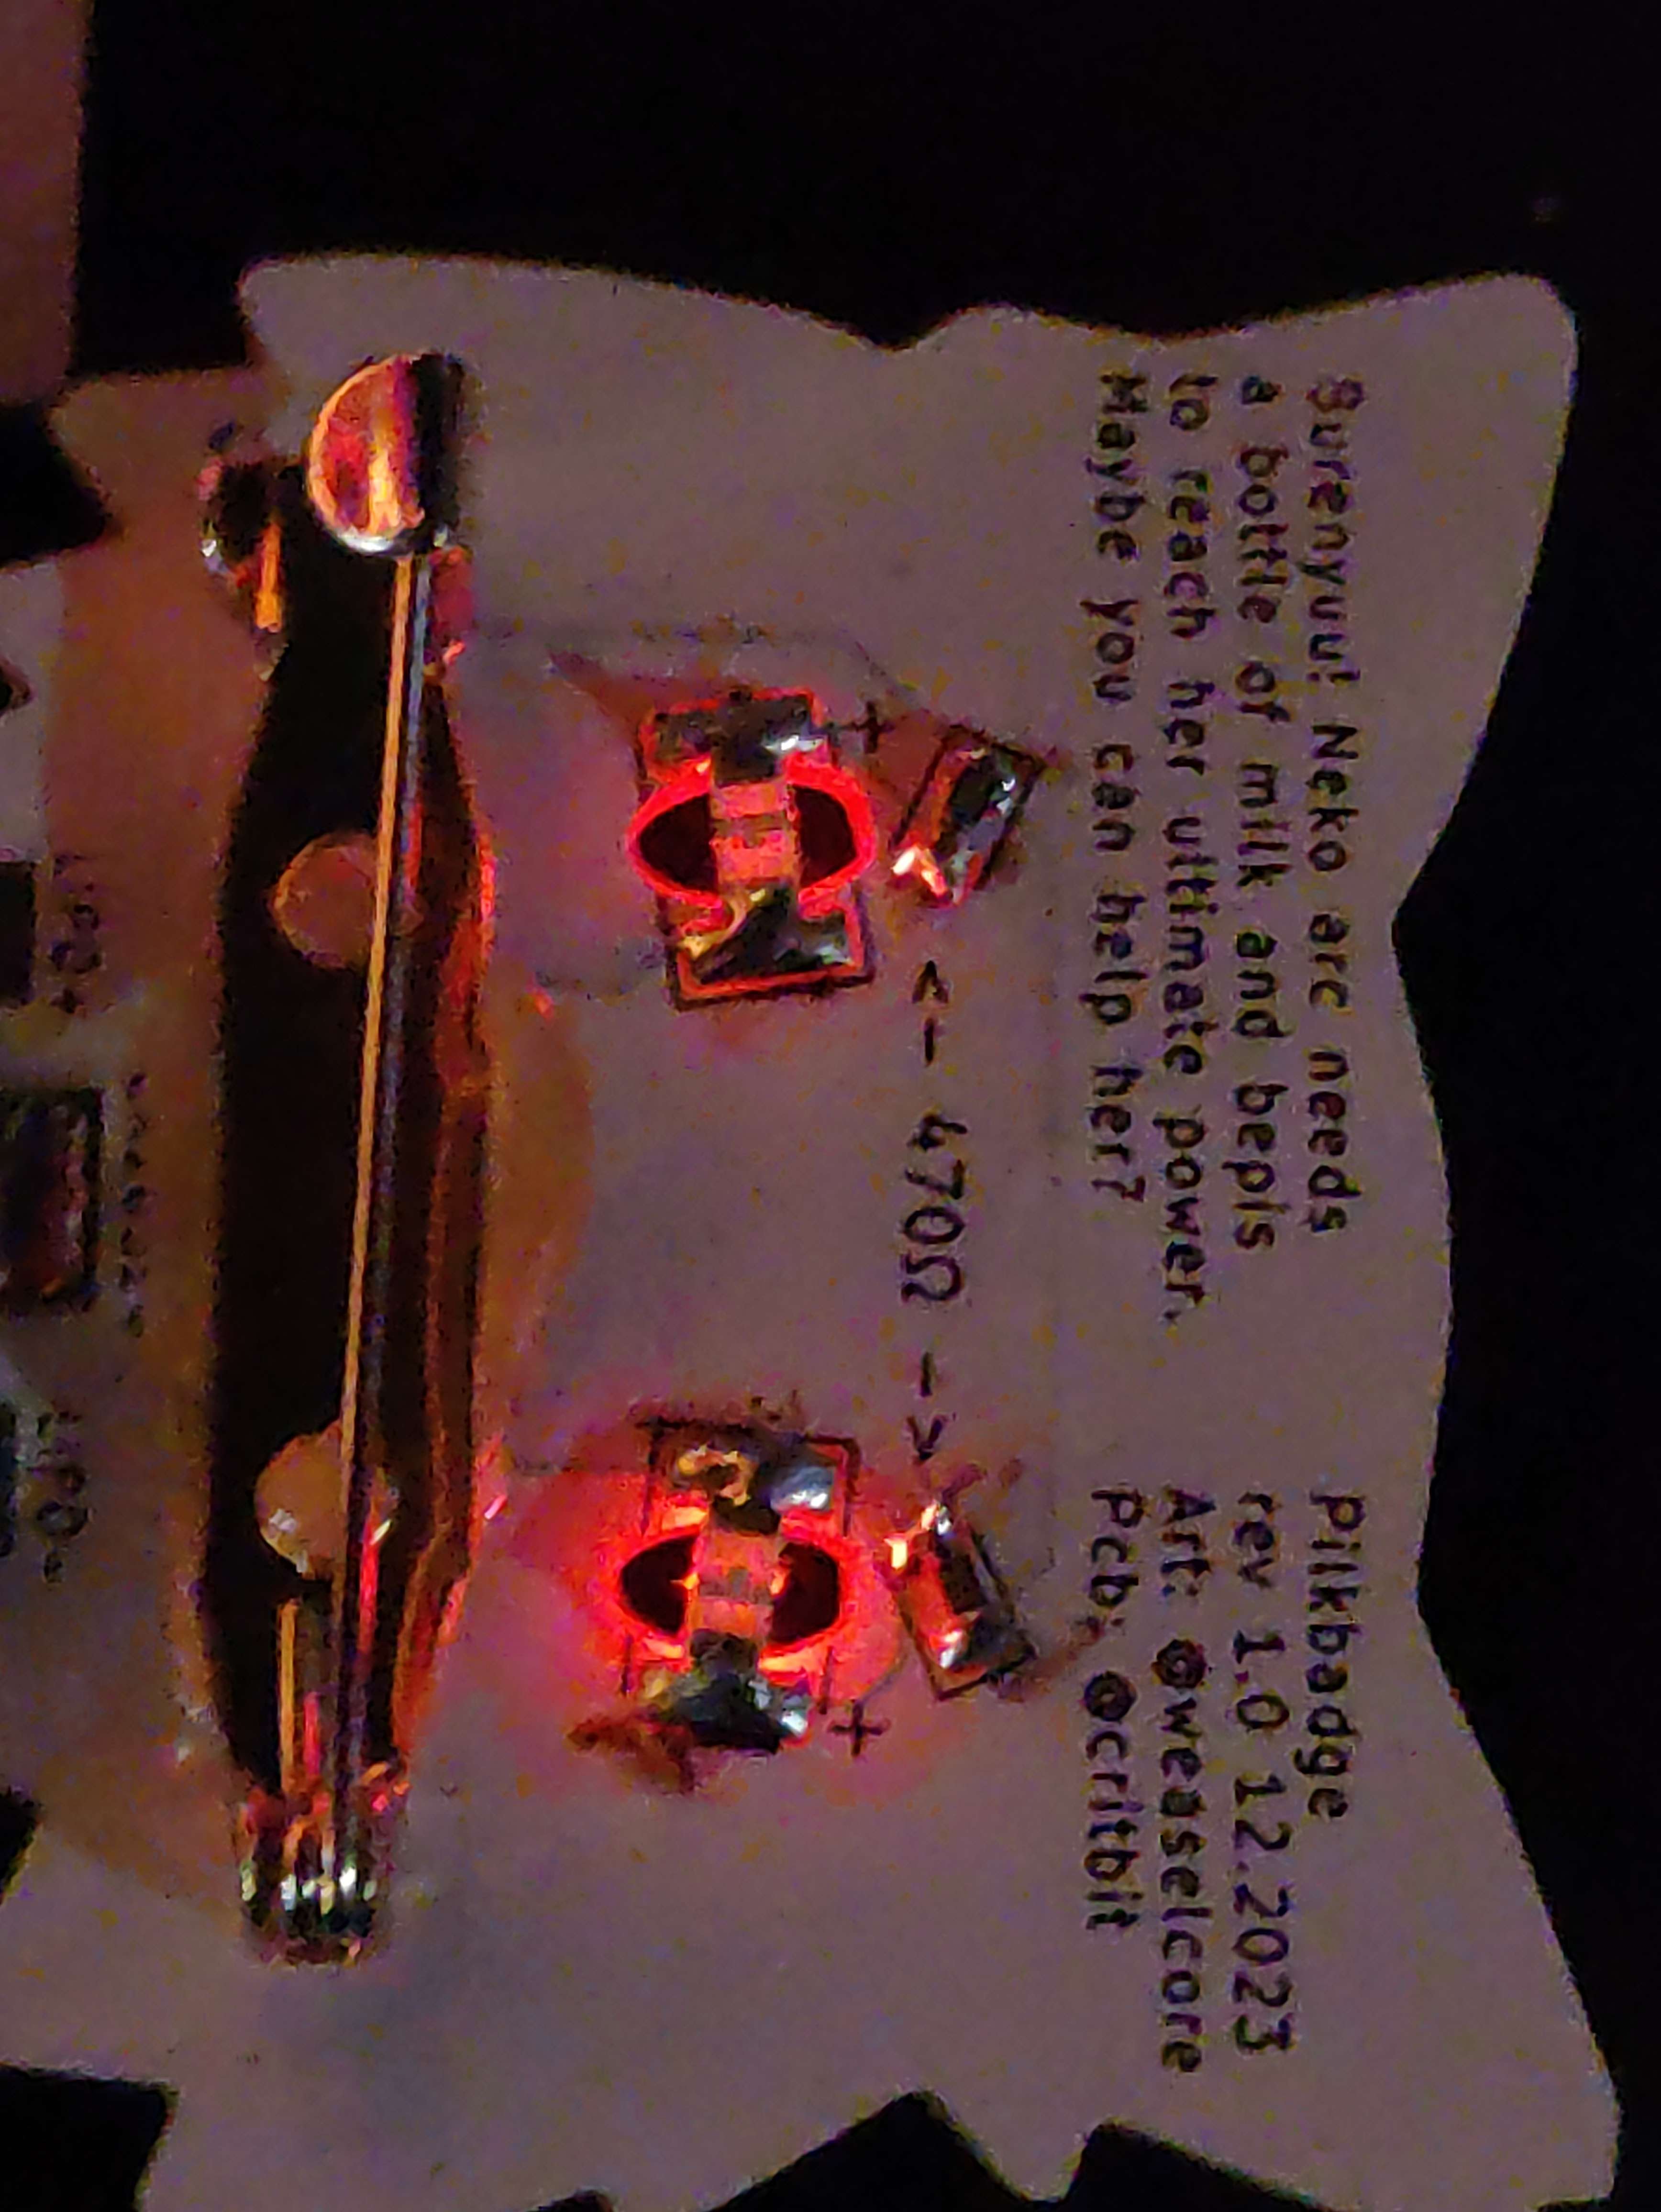 Surenyuu! Neko arc needs
a bottle of milk and bepis
to reach her ultimate power.
Maybe you can help her?
Pilkbadge
rev 1.0 12.2023
Art: @weaselcore
Pcb: @critbit
<- 470Ω ->
+
+